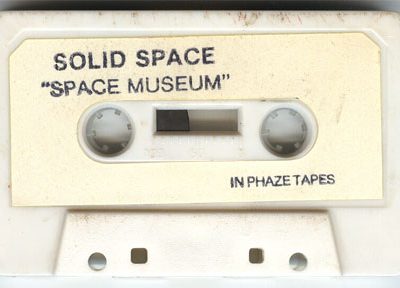 SOLID SPACE
"SPACE MUSEUM"
IN PHAZE TAPES